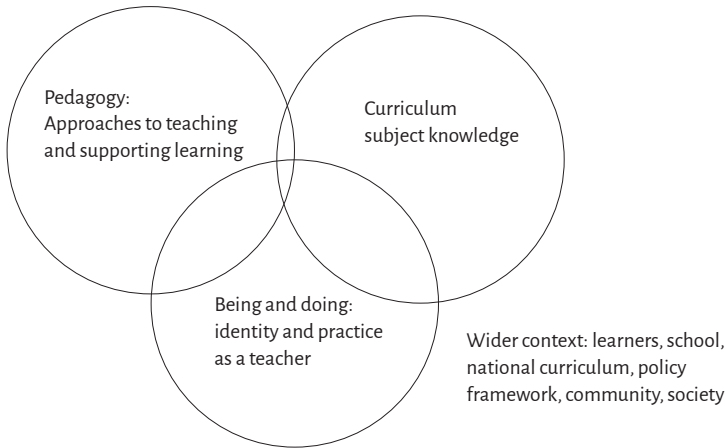 Pedagogy:
Approaches to teaching
and supporting learning
Curriculum
subject knowledge
Being and doing:
identity and practice
as a teacher
Wider context: learners, school,
national curriculum, policy
framework, community, society